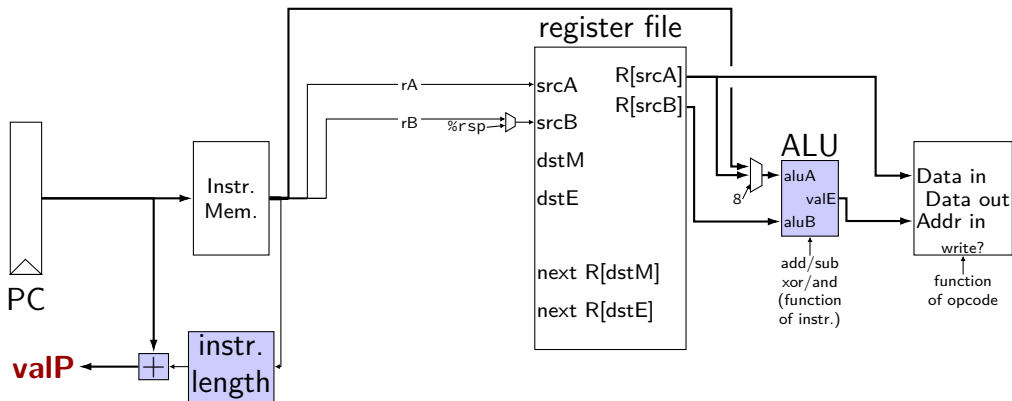 register file
rA
rB
%rsp
srcA
srcB
dstM
dstE
next R[dstM]
next R[dstE]
R[srcA]
R[srcB]
PC
Instr.
Mem.
instr.
length
+
valP
8
ALU
aluA
valE
aluB
add/sub
xor/and
(function
of instr.)
Data in
Data out
Addr in
write?
function
of opcode